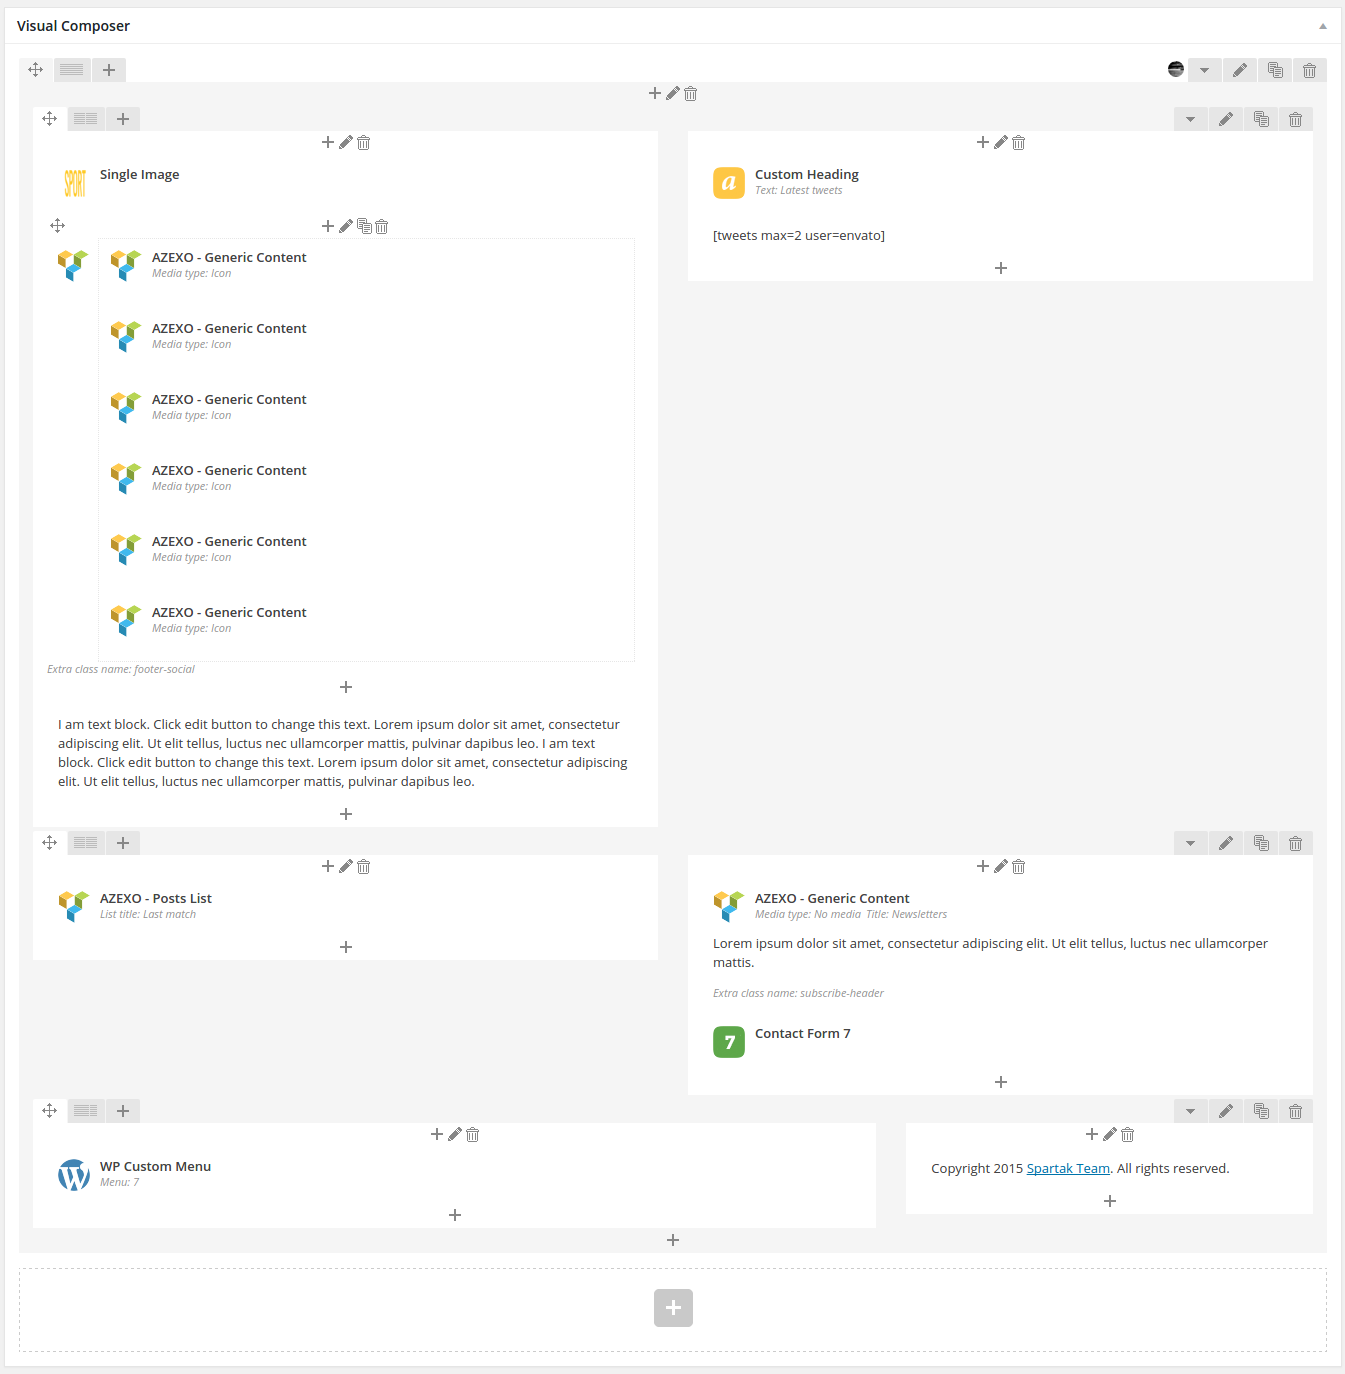 Visual Composer
SPORT
Single Image
AZEXO - Generic Content
Media type: Icon
AZEXO - Generic Content
Media type: Icon
AZEXO - Generic Content
Media type: Icon
AZEXO - Generic Content
Media type: Icon
AZEXO - Generic Content
Media type: Icon
AZEXO - Generic Content
Media type: Icon
Extra class name: footer-social
I am text block. Click edit button to change this text. Lorem ipsum dolor sit amet, consectetur
adipiscing elit. Ut elit tellus, luctus nec ullamcorper mattis, pulvinar dapibus leo. I am text
block. Click edit button to change this text. Lorem ipsum dolor sit amet, consectetur adipiscing
elit. Ut elit tellus, luctus nec ullamcorper mattis, pulvinar dapibus leo.
a
Custom Heading
Text: Latest tweets
[tweets max=2 user=envato]
AZEXO - Posts List
List title: Last match
AZEXO - Generic Content
Media type: No media Title: Newsletters
Lorem ipsum dolor sit amet, consectetur adipiscing elit. Ut elit tellus, luctus nec ullamcorper
mattis.
Extra class name: subscribe-header
7
Contact Form 7
WP Custom Menu
Menu: 7
Copyright 2015 Spartak Team. All rights reserved.